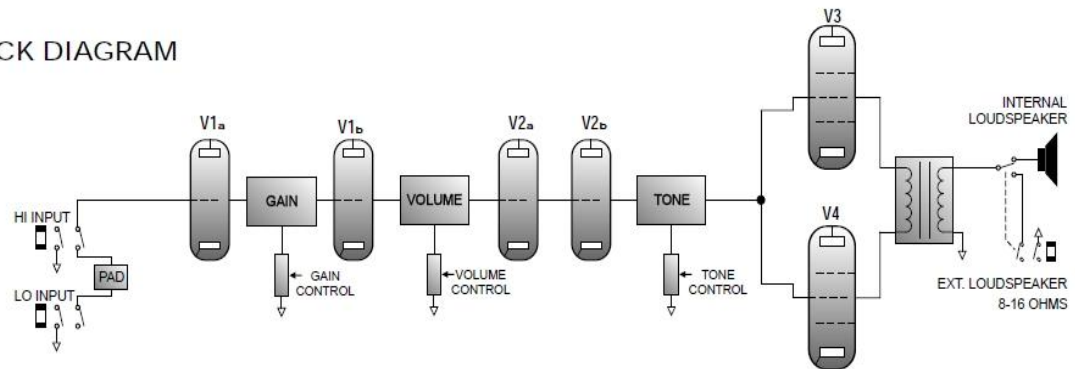 CK DIAGRAM
V1a
V1b
V2a
V2b
V3
V4
HI INPUT
LO INPUT
PAD
GAIN
GAIN
CONTROL
VOLUME
VOLUME
CONTROL
TONE
TONE
CONTROL
INTERNAL
LOUDSPEAKER
EXT. LOUDSPEAKER
8-16 OHMS